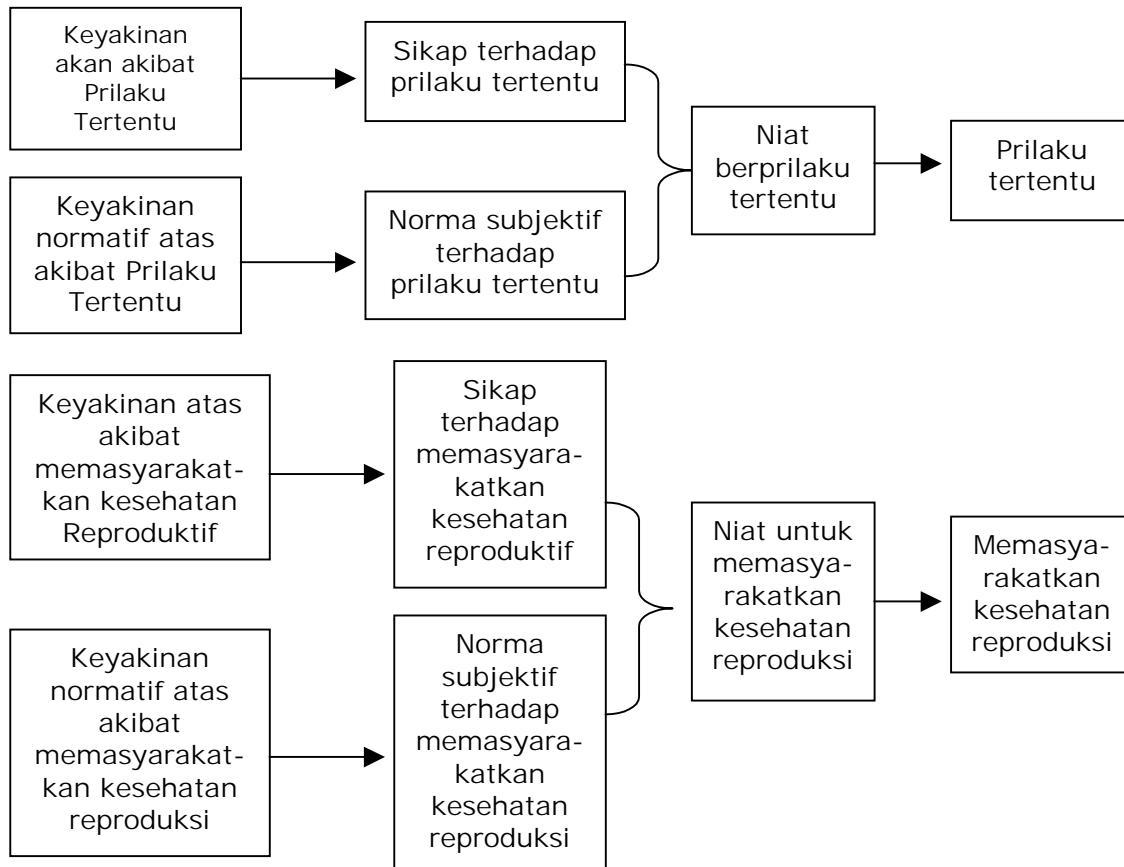 Keyakinan
akan akibat
Prilaku
Tertentu
Sikap terhadap
prilaku tertentu
Niat
berprilaku
tertentu
Prilaku
tertentu
Keyakinan
normatif atas
akibat Prilaku
Tertentu
Norma subjektif
terhadap
prilaku tertentu
Keyakinan atas
akibat
memasyarakat-
kan kesehatan
Reproduktif
Sikap
terhadap
memasyara-
katkan
kesehatan
reproduktif
Niat untuk
memasya-
rakatkan
kesehatan
reproduksi
Memasya-
rakatkan
kesehatan
reproduksi
Keyakinan
normatif atas
akibat
memasyarakat-
kan kesehatan
reproduksi
Norma
subjektif
terhadap
memasyara-
katkan
kesehatan
reproduksi